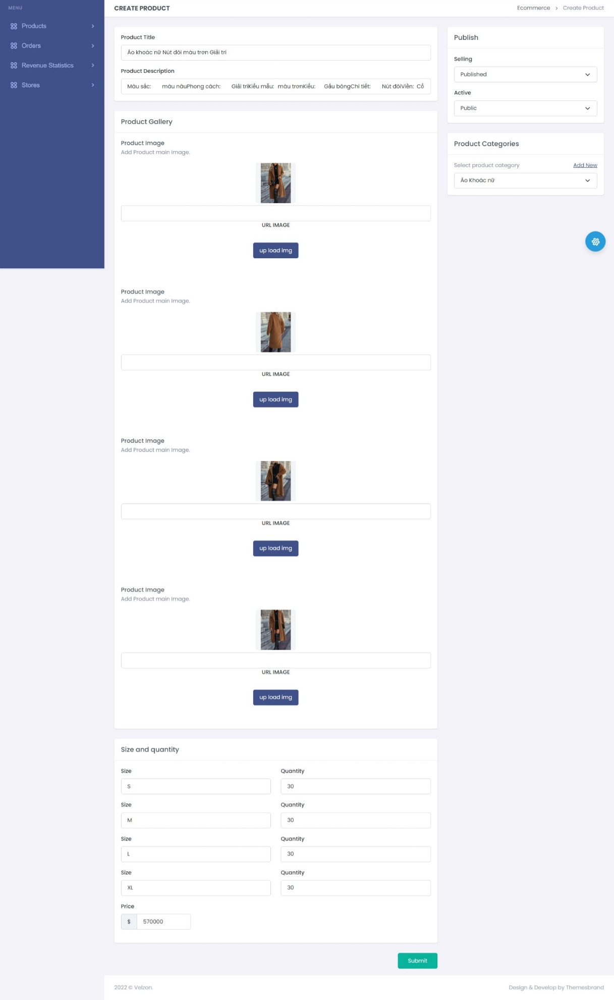 MENU
Products
Orders
Revenue Statistics
Stores
CREATE PRODUCT
Ecommerce > Create Product
Product Title
Áo khoác nữ Nút đôi màu trơn Giải trí
Product Description
Màu sắc: màu nâuPhong cách: Giải tríKiểu mẫu: màu trơnKiểu: Gấu bôngChi tiết: Nút đôiViền: Cổ
Product Gallery
Product Image
Add Product main Image.
URL IMAGE
up load img
Product Image
Add Product main Image.
URL IMAGE
up load img
Product Image
Add Product main Image.
URL IMAGE
up load img
Product Image
Add Product main Image.
URL IMAGE
up load img
Size and quantity
Size Quantity
S 30
Size Quantity
M 30
Size Quantity
L 30
Size Quantity
XL 30
Price
$ 570000
Submit
Publish
Selling
Published
Active
Public
Product Categories
Select product category Add New
Áo Khoác nữ
2022 © Velzon.
Design & Develop by Themesbrand